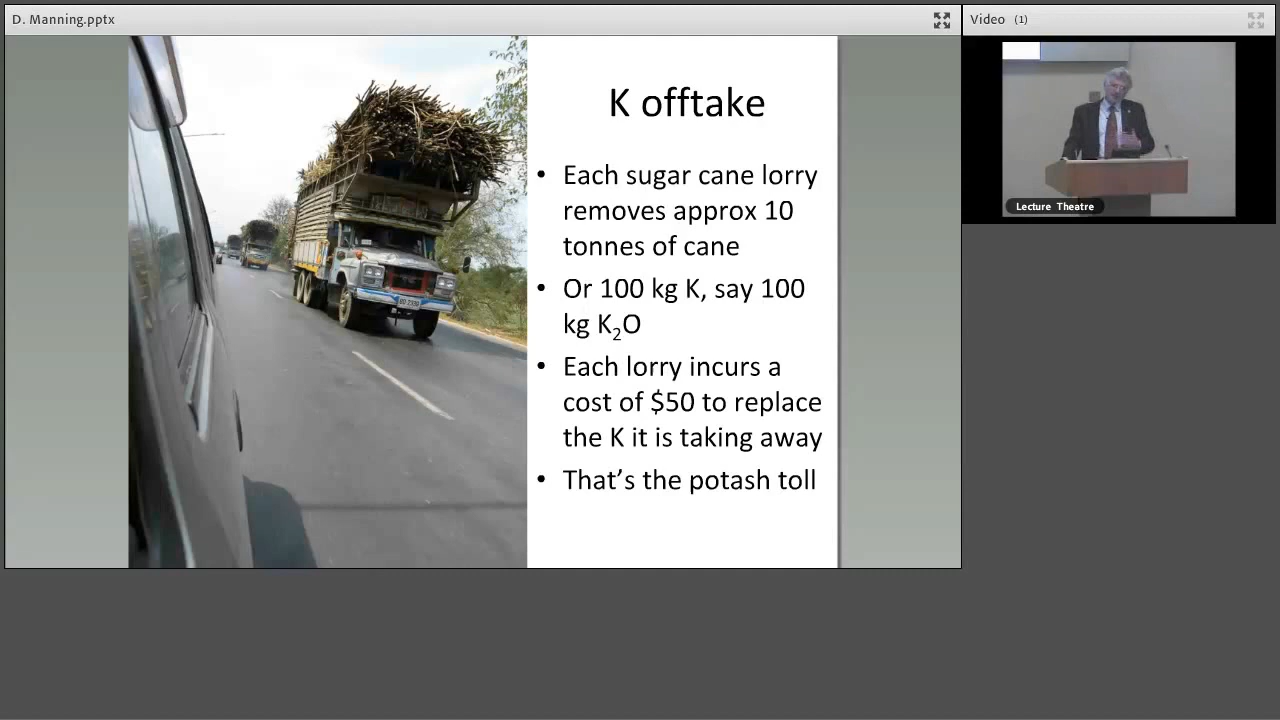 D. Manning.pptx
Video (1)
K offtake
• Each sugar cane lorry
removes approx 10
tonnes of cane
• Or 100 kg K, say 100
kg K₂O
• Each lorry incurs a
cost of $50 to replace
the K it is taking away
• That’s the potash toll
Lecture Theatre